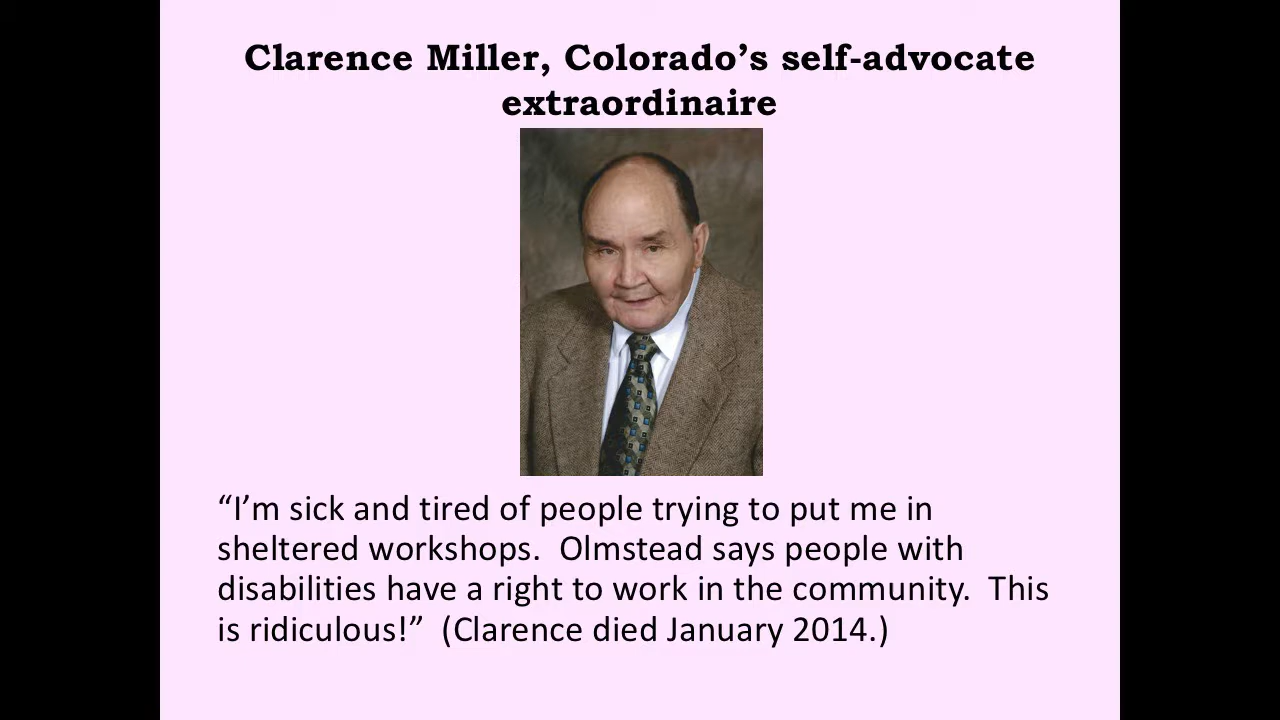 Clarence Miller, Colorado’s self-advocate
extraordinaire
“I’m sick and tired of people trying to put me in
sheltered workshops.  Olmstead says people with
disabilities have a right to work in the community.  This
is ridiculous!”  (Clarence died January 2014.)